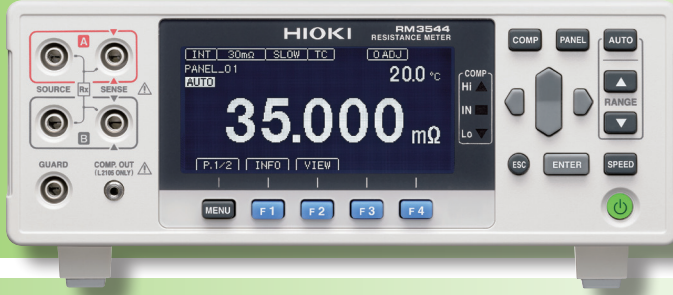 HIOKI
RM3544
RESISTANCE METER
A
SOURCE Rx SENSE
B
GUARD
COMP. OUT
(L2105 ONLY)
INT 30mΩ SLOW TC 0 ADJ
PANEL_01
AUTO
20.0 °C
35.000 mΩ
P.1/2 INFO VIEW
COMP
Hi
IN
Lo
MENU F1 F2 F3 F4
COMP PANEL AUTO
RANGE
ESC ENTER SPEED